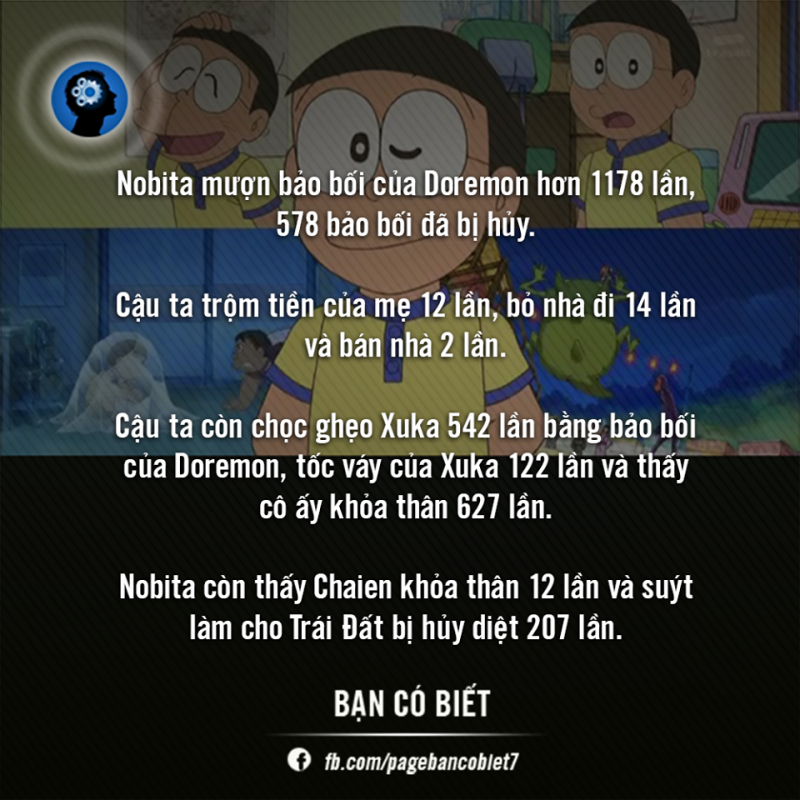 Nobita mượn bảo bối của Doremon hơn 1178 lần,
578 bảo bối đã bị hủy.
Cậu ta trộm tiền của mẹ 12 lần, bỏ nhà đi 14 lần
và bán nhà 2 lần.
Cậu ta còn chọc ghẹo Xuka 542 lần bằng bảo bối
của Doremon, tốc váy của Xuka 122 lần và thấy
cô ấy khỏa thân 627 lần.
Nobita còn thấy Chaien khỏa thân 12 lần và suýt
làm cho Trái Đất bị hủy diệt 207 lần.
BẠN CÓ BIẾT
fb.com/pagebancobiet7